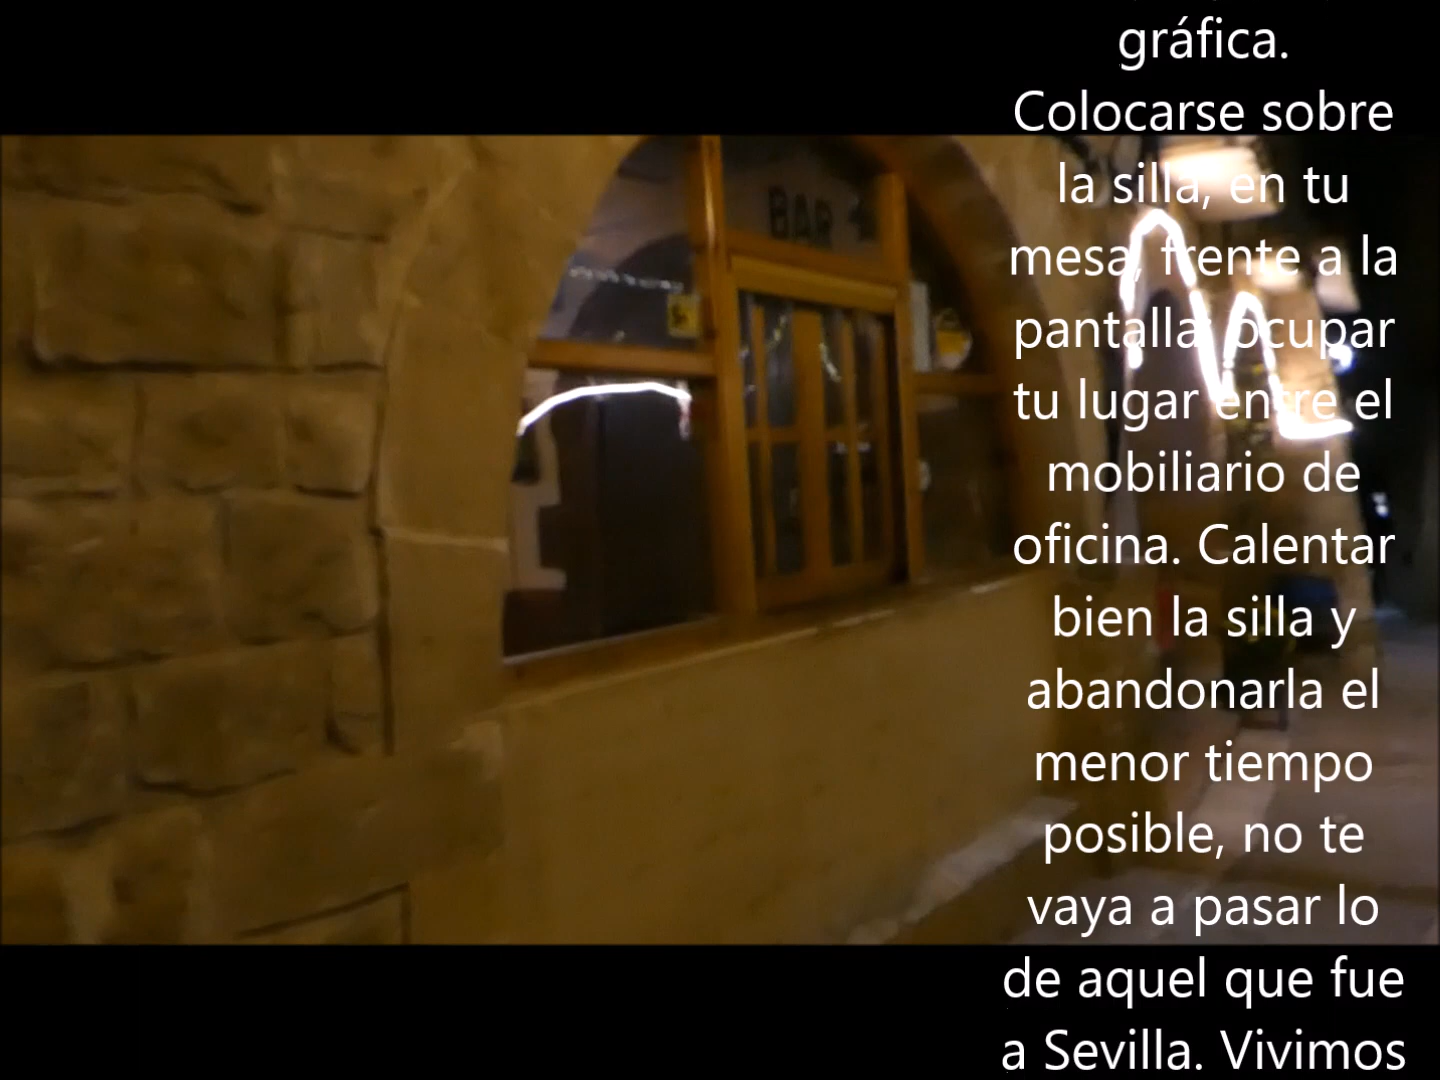 gráfica.
Colocarse sobre
la silla, en tu
mesa, frente a la
pantalla; ocupar
tu lugar entre el
mobiliario de
oficina. Calentar
bien la silla y
abandonarla el
menor tiempo
posible, no te
vaya a pasar lo
de aquel que fue
a Sevilla. Vivimos
BAR